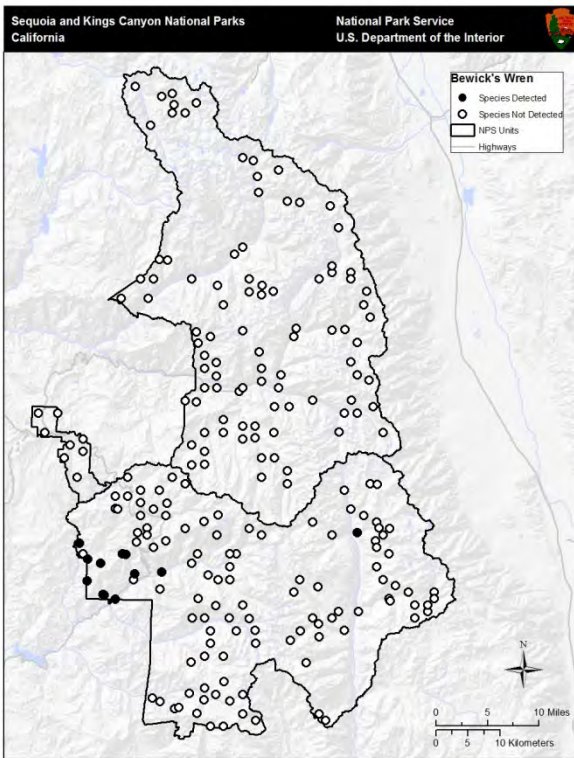 Sequoia and Kings Canyon National Parks
California
National Park Service
U.S. Department of the Interior
Bewick's Wren
Species Detected
Species Not Detected
NPS Units
Highways
N
0 5 10 Miles
0 5 10 Kilometers